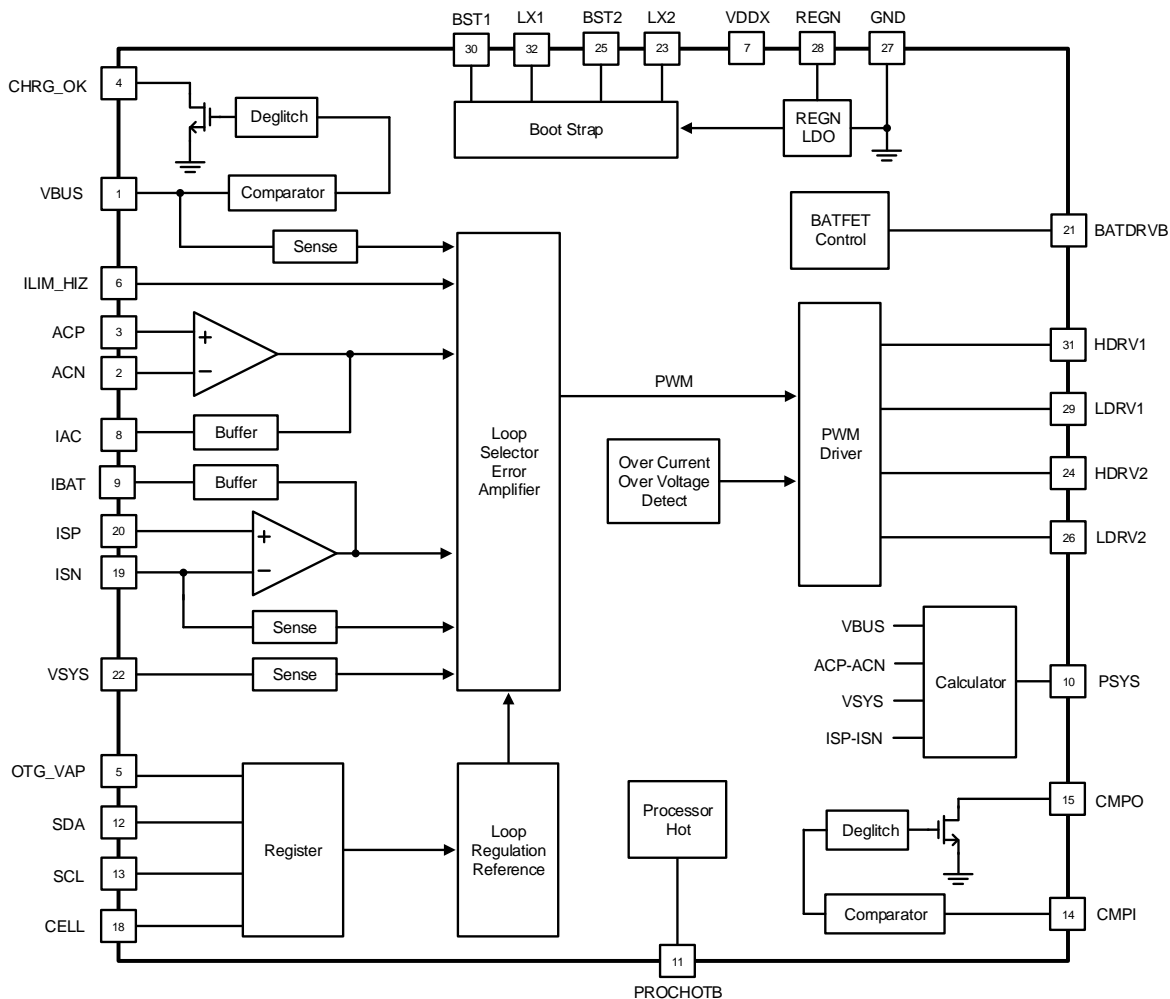 BST1
LX1
BST2
LX2
VDDX
REGN
GND
30
32
25
23
7
28
27
CHRG_OK
4
Deglitch
Boot Strap
REGN
LDO
VBUS
1
Comparator
Sense
BATFET
Control
21
BATDRVB
ILIM_HIZ
6
ACP
3
+
ACN
2
−
IAC
8
Buffer
IBAT
9
Buffer
ISP
20
+
ISN
19
−
Sense
VSYS
22
Sense
Loop
Selector
Error
Amplifier
PWM
Over Current
Over Voltage
Detect
PWM
Driver
31
HDRV1
29
LDRV1
24
HDRV2
26
LDRV2
VBUS
ACP-ACN
VSYS
ISP-ISN
Calculator
10
PSYS
OTG_VAP
5
SDA
12
SCL
13
CELL
18
Register
Loop
Regulation
Reference
Processor
Hot
11
PROCHOTB
Deglitch
15
CMPO
Comparator
14
CMPI